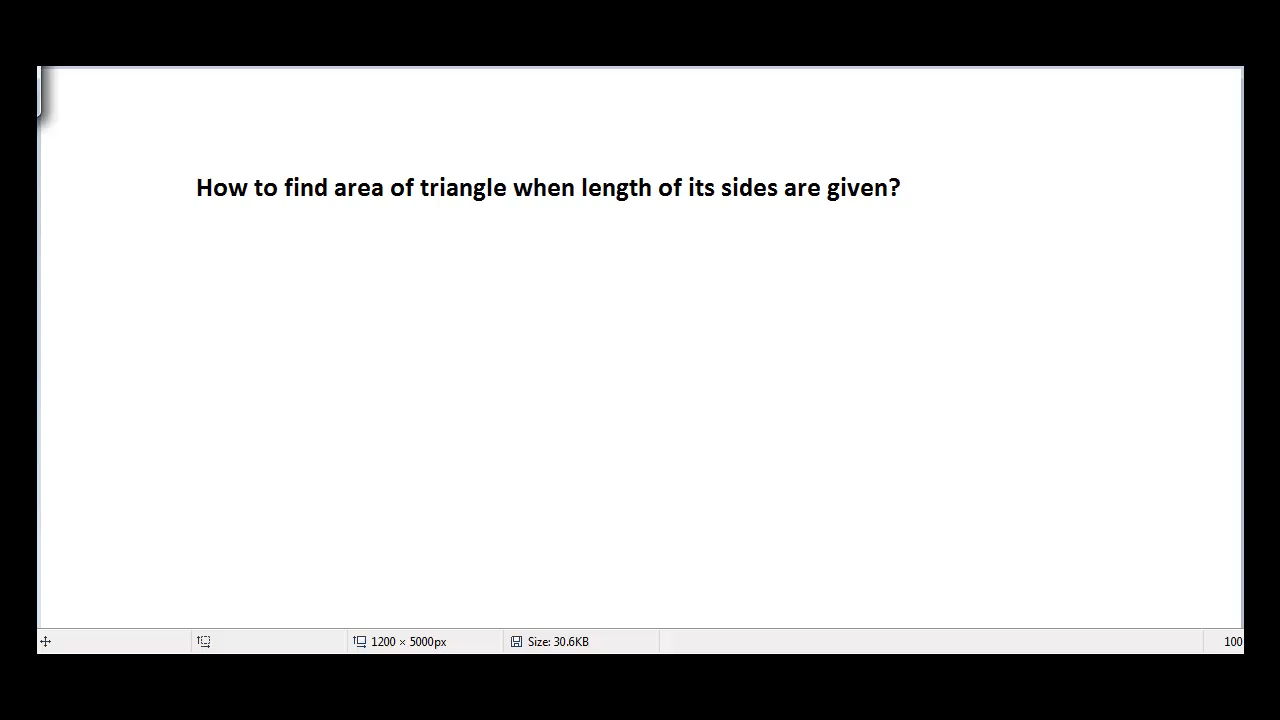 How to find area of triangle when length of its sides are given?
1200 × 5000px Size: 30.6KB 100